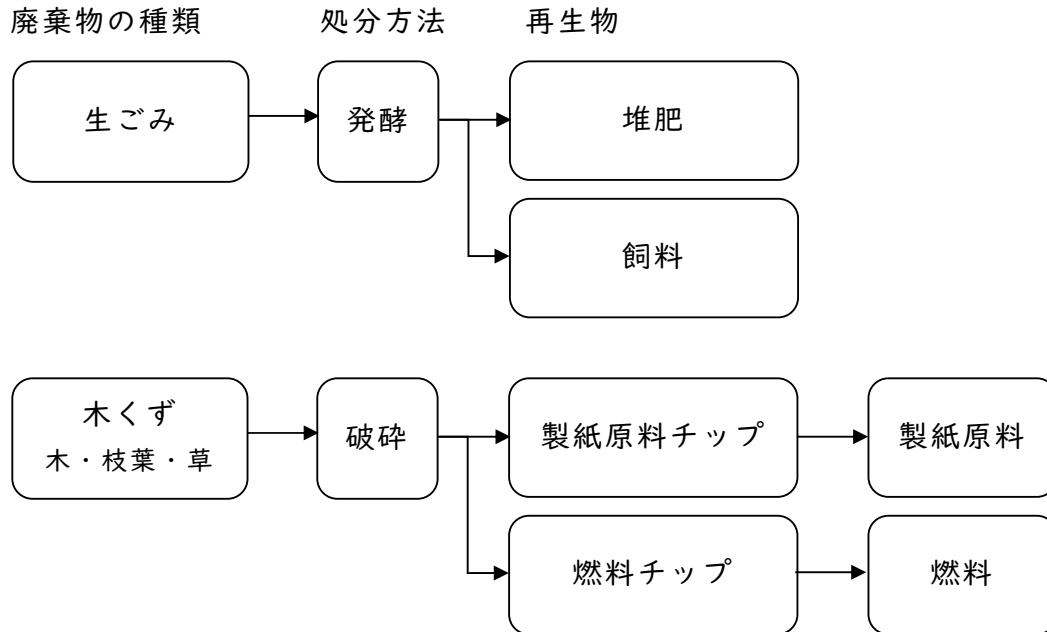 廃棄物の種類
処分方法
再生物
生ごみ
発酵
堆肥
飼料
木くず
木・枝葉・草
破砕
製紙原料チップ
製紙原料
燃料チップ
燃料